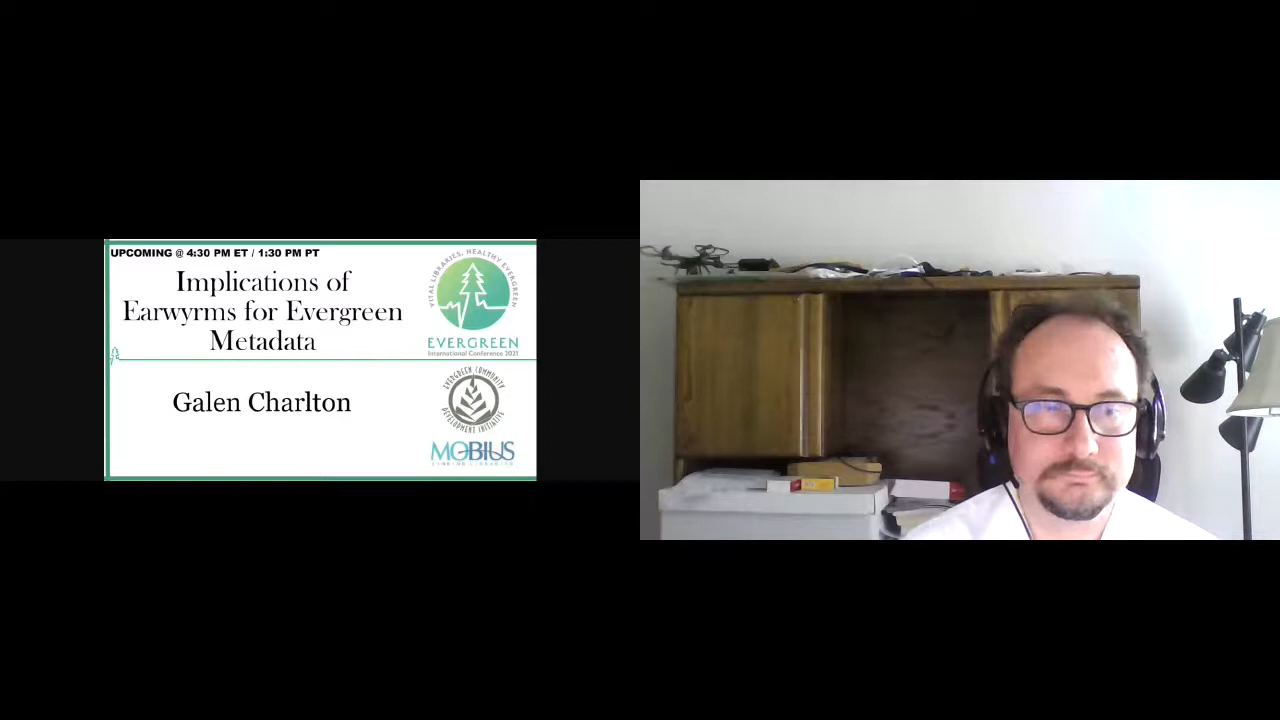 UPCOMING @ 4:30 PM ET / 1:30 PM PT
Implications of
Earwyrms for Evergreen
Metadata
Galen Charlton
VITAL LIBRARIES, HEALTHY EVERGREEN
EVERGREEN
International Conference 2021
EVERGREEN COMMUNITY
DEVELOPMENT INITIATIVE
MOBIUS